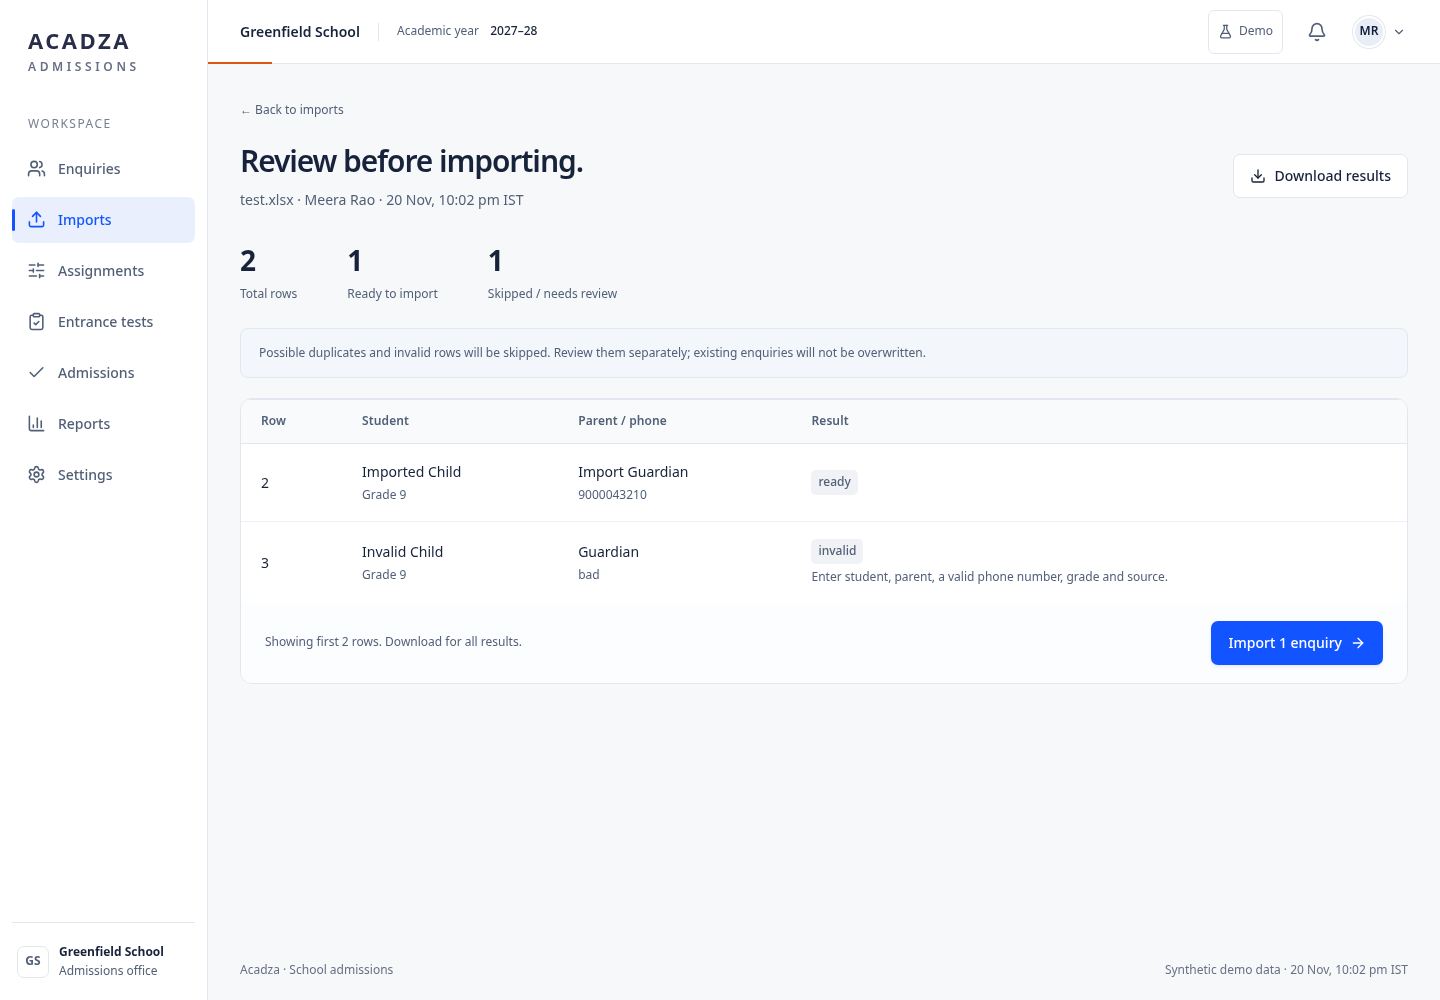 ACADZA
ADMISSIONS
WORKSPACE
Enquiries
Imports
Assignments
Entrance tests
Admissions
Reports
Settings
GS
Greenfield School
Admissions office
Greenfield School
Academic year 2027–28
Demo
MR
← Back to imports
Review before importing.
test.xlsx · Meera Rao · 20 Nov, 10:02 pm IST
Download results
2 1 1
Total rows Ready to import Skipped / needs review
Possible duplicates and invalid rows will be skipped. Review them separately; existing enquiries will not be overwritten.
Row Student Parent / phone Result
2 Imported Child Import Guardian ready
Grade 9 9000043210
3 Invalid Child Guardian invalid
Grade 9 bad Enter student, parent, a valid phone number, grade and source.
Showing first 2 rows. Download for all results.
Import 1 enquiry →
Acadza · School admissions
Synthetic demo data · 20 Nov, 10:02 pm IST